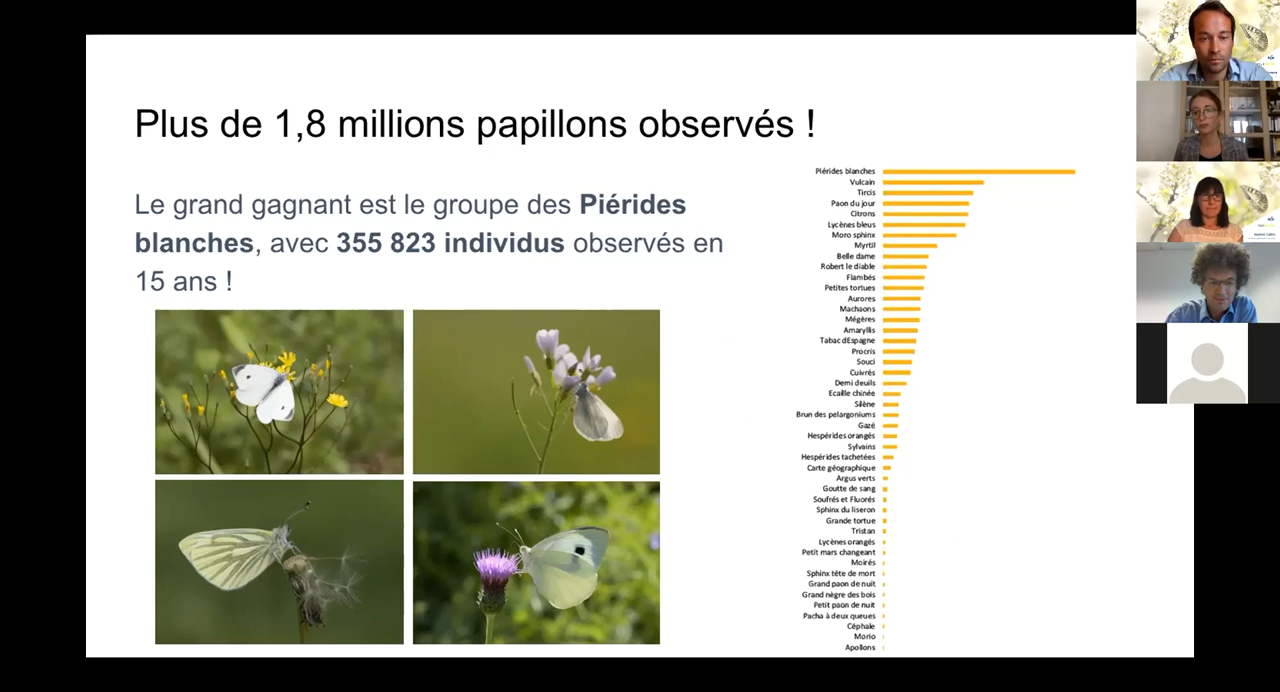 Plus de 1,8 millions papillons observés !
Le grand gagnant est le groupe des Piérides
blanches, avec 355 823 individus observés en
15 ans !
Piérides blanches
Vulcain
Tircis
Paon du jour
Citrons
Lycènes bleus
Moro sphinx
Myrtil
Belle dame
Robert le diable
Flambés
Petites tortues
Aurores
Machaons
Mégères
Amaryllis
Tabac d'Espagne
Procris
Souci
Cuivrés
Demi deuils
Ecaille chinée
Silène
Brun des pelargoniums
Gazé
Hespérides orangés
Sylvains
Hespérides tachetées
Carte géographique
Argus verts
Goutte de sang
Soufrés et Fluorés
Sphinx du liseron
Grande tortue
Tristan
Lycènes orangés
Petit mars changeant
Moirés
Sphinx tête de mort
Grand paon de nuit
Grand nègre des bois
Petit paon de nuit
Pacha à deux queues
Céphale
Morio
Apollons